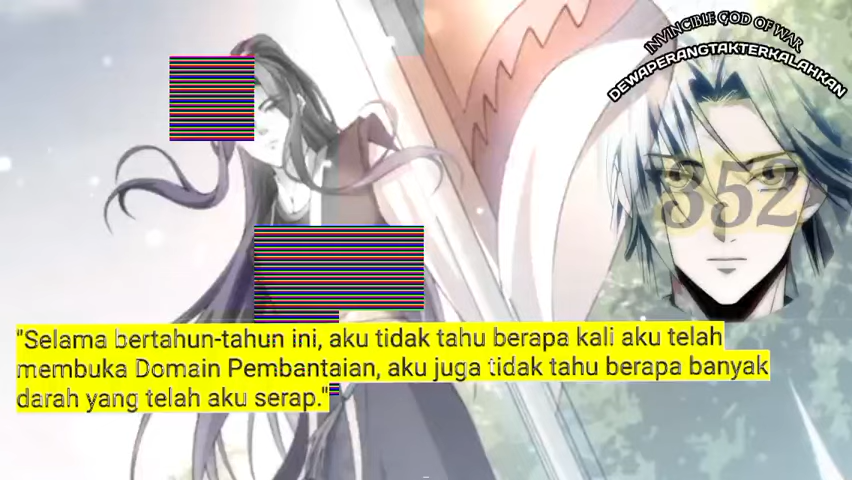 INVINCIBLE GOD OF WAR
DEWAPERANGTAKTERKALAHKAN
352
"Selama bertahun-tahun ini, aku tidak tahu berapa kali aku telah
membuka Domain Pembantaian, aku juga tidak tahu berapa banyak
darah yang telah aku serap."